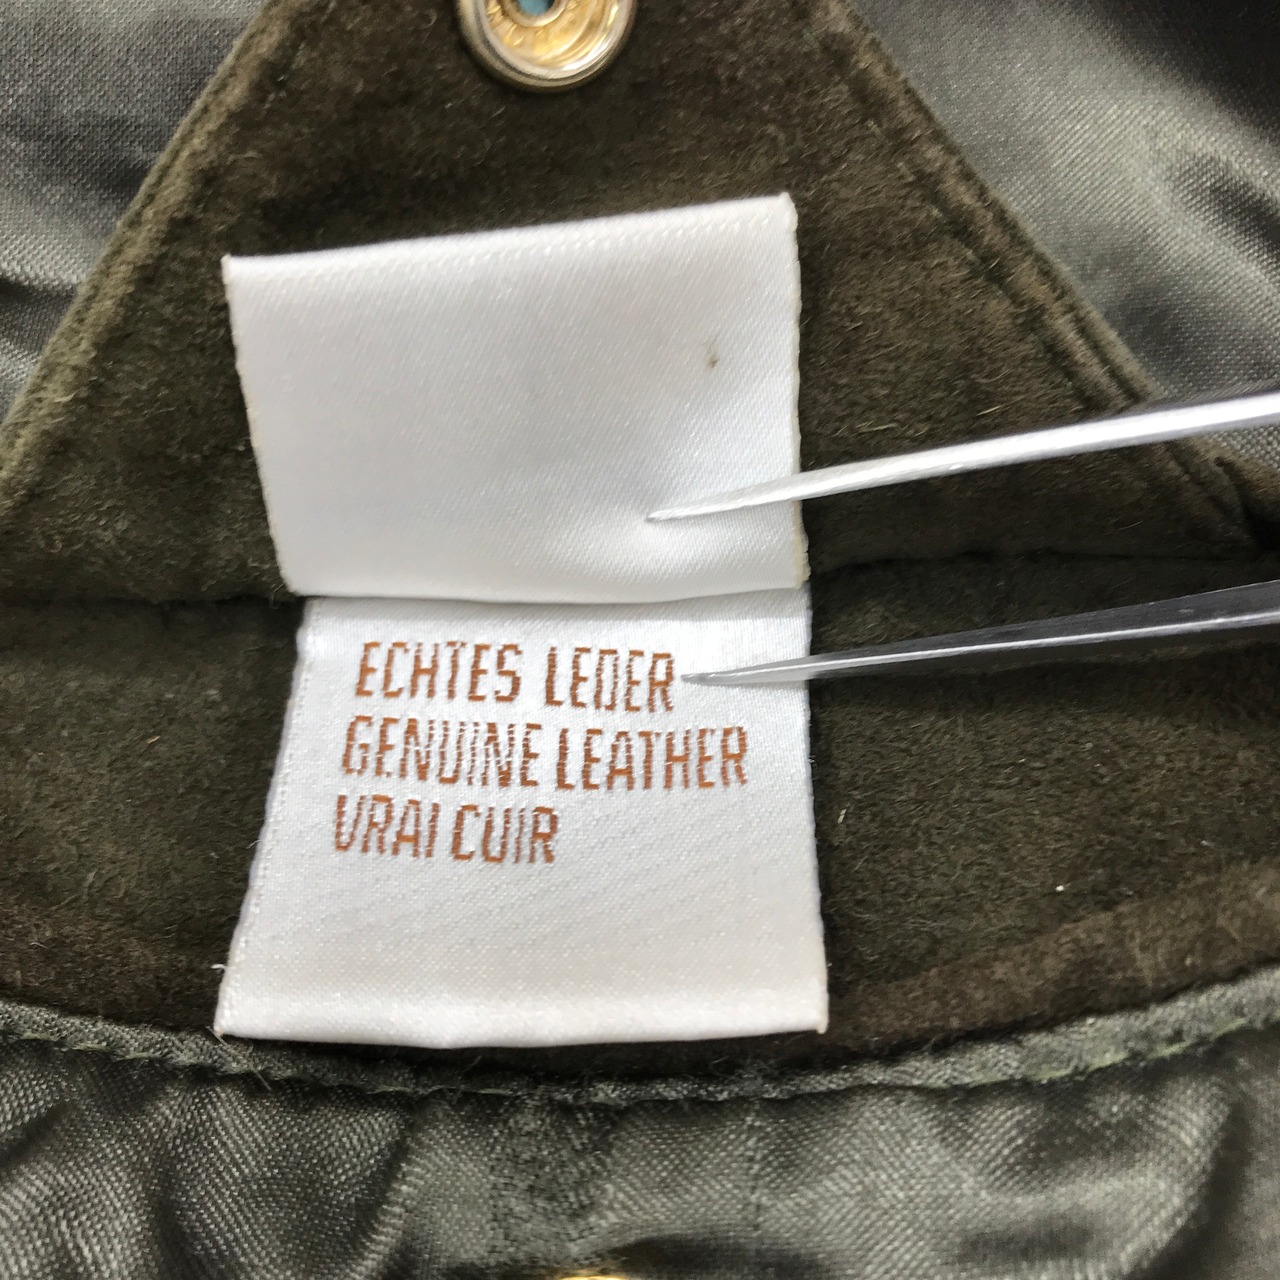 ECHTES LEDER
GENUINE LEATHER
VRAI CUIR